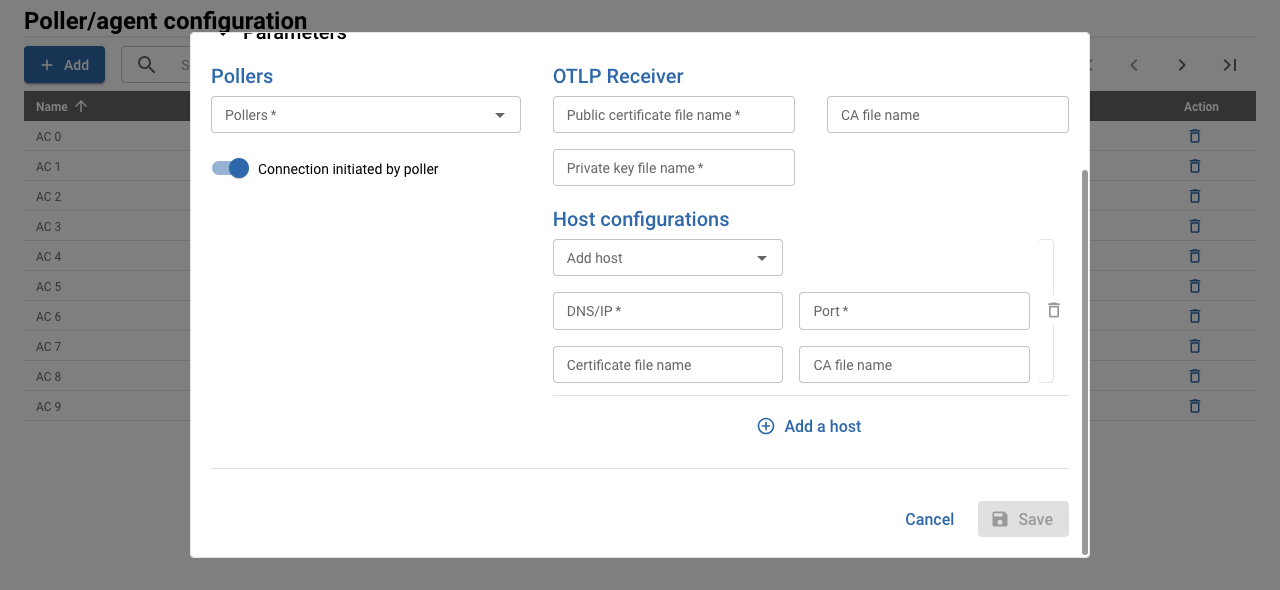 Poller/agent configuration
Add
S
Name
Action
AC 0
AC 1
AC 2
AC 3
AC 4
AC 5
AC 6
AC 7
AC 8
AC 9
Parameters
Pollers
Pollers *
Connection initiated by poller
OTLP Receiver
Public certificate file name *
CA file name
Private key file name *
Host configurations
Add host
DNS/IP *
Port *
Certificate file name
CA file name
Add a host
Cancel
Save